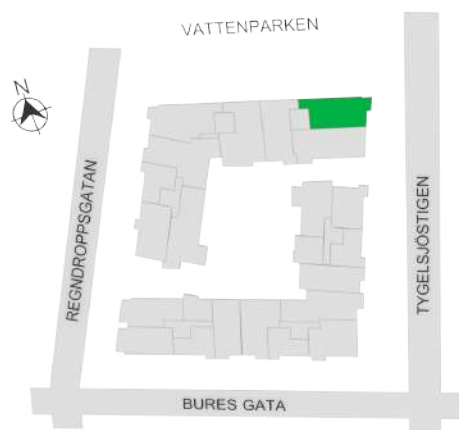 VATTENPARKEN
N
REGNDROPPSGATAN
TYGELSJÖSTIGEN
BURES GATA